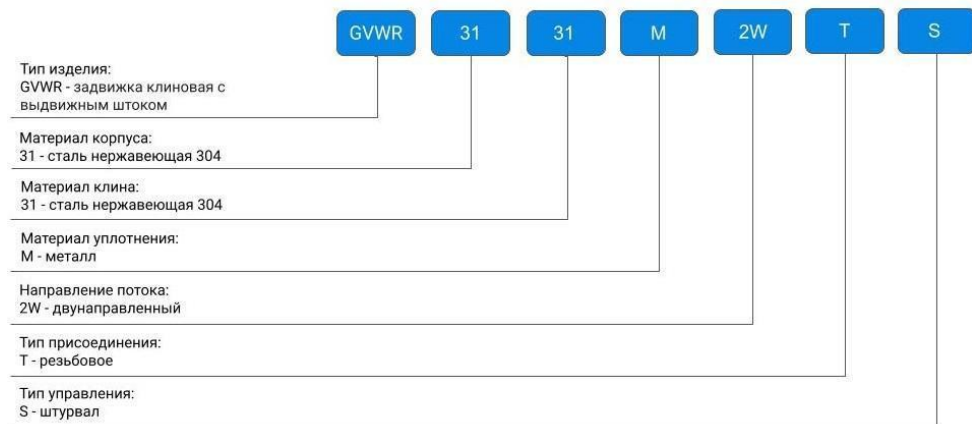 GVWR 31 31 M 2W T S
Тип изделия:
GVWR - задвижка клиновая с
выдвижным штоком
Материал корпуса:
31 - сталь нержавеющая 304
Материал клина:
31 - сталь нержавеющая 304
Материал уплотнения:
М - металл
Направление потока:
2W - двунаправленный
Тип присоединения:
Т - резьбовое
Тип управления:
S - штурвал